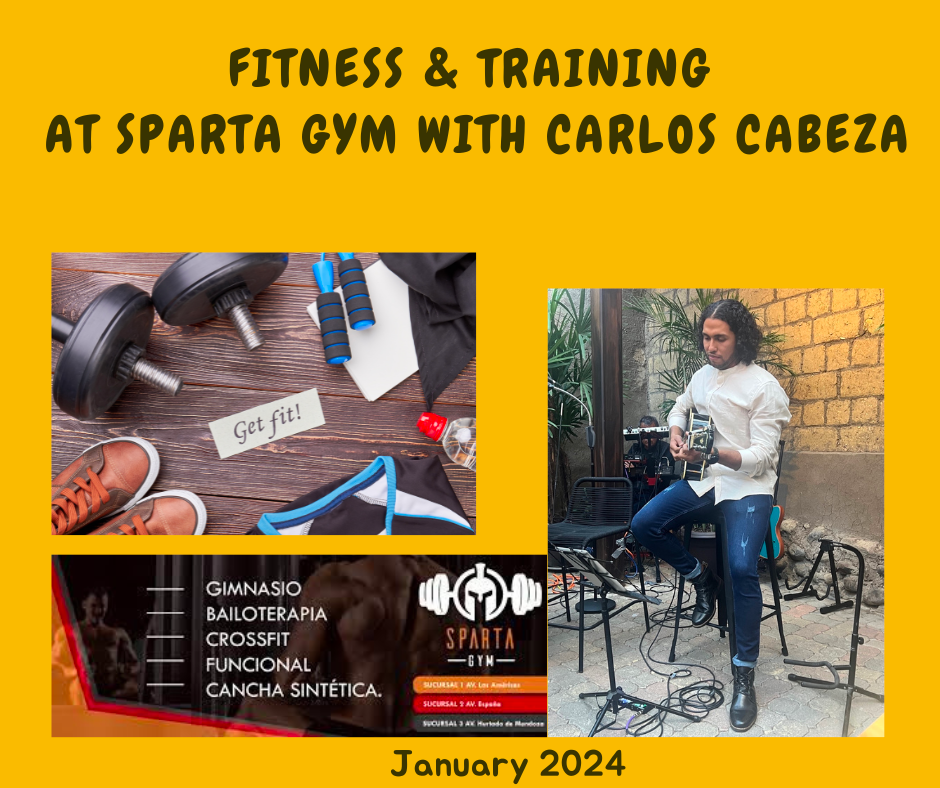 FITNESS & TRAINING
AT SPARTA GYM WITH CARLOS CABEZA
Get fit!
GIMNASIO
BAILOTERAPIA
CROSSFIT
FUNCIONAL
CANCHA SINTÉTICA.
SPARTA
GYM
SUCURSAL 1 AV. Las Américas
SUCURSAL 2 AV. España
SUCURSAL 3 AV. Hurtado de Mendoza
January 2024